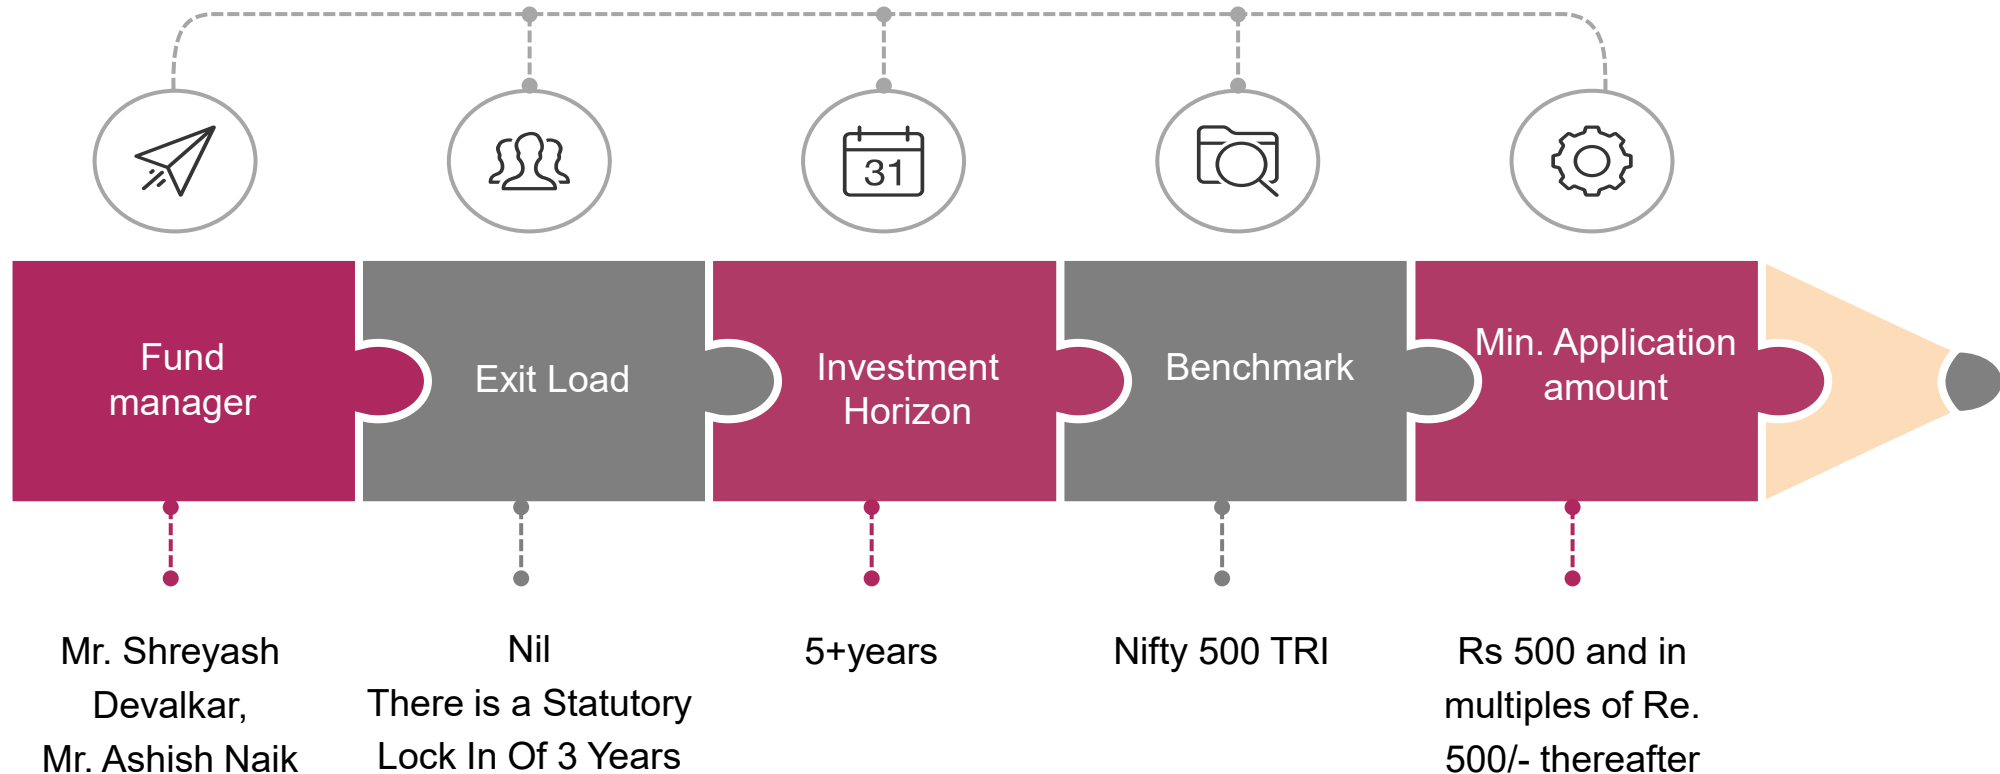 31
Fund
manager
Exit Load
Investment
Horizon
Benchmark
Min. Application
amount
Mr. Shreyash
Devalkar,
Mr. Ashish Naik
Nil
There is a Statutory
Lock In Of 3 Years
5+years
Nifty 500 TRI
Rs 500 and in
multiples of Re.
500/- thereafter